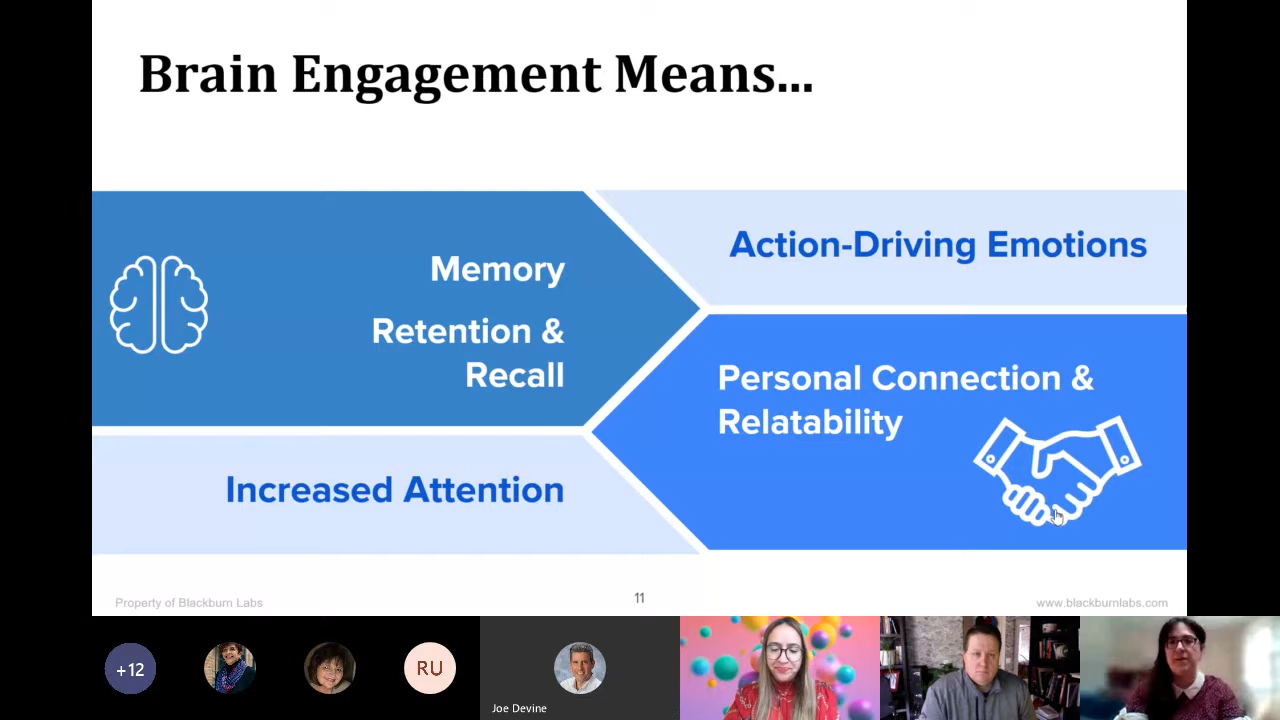 Brain Engagement Means...
Memory
Retention &
Recall
Increased Attention
Action-Driving Emotions
Personal Connection &
Relatability
Property of Blackburn Labs
11
www.blackburnlabs.com
+12
RU
Joe Devine